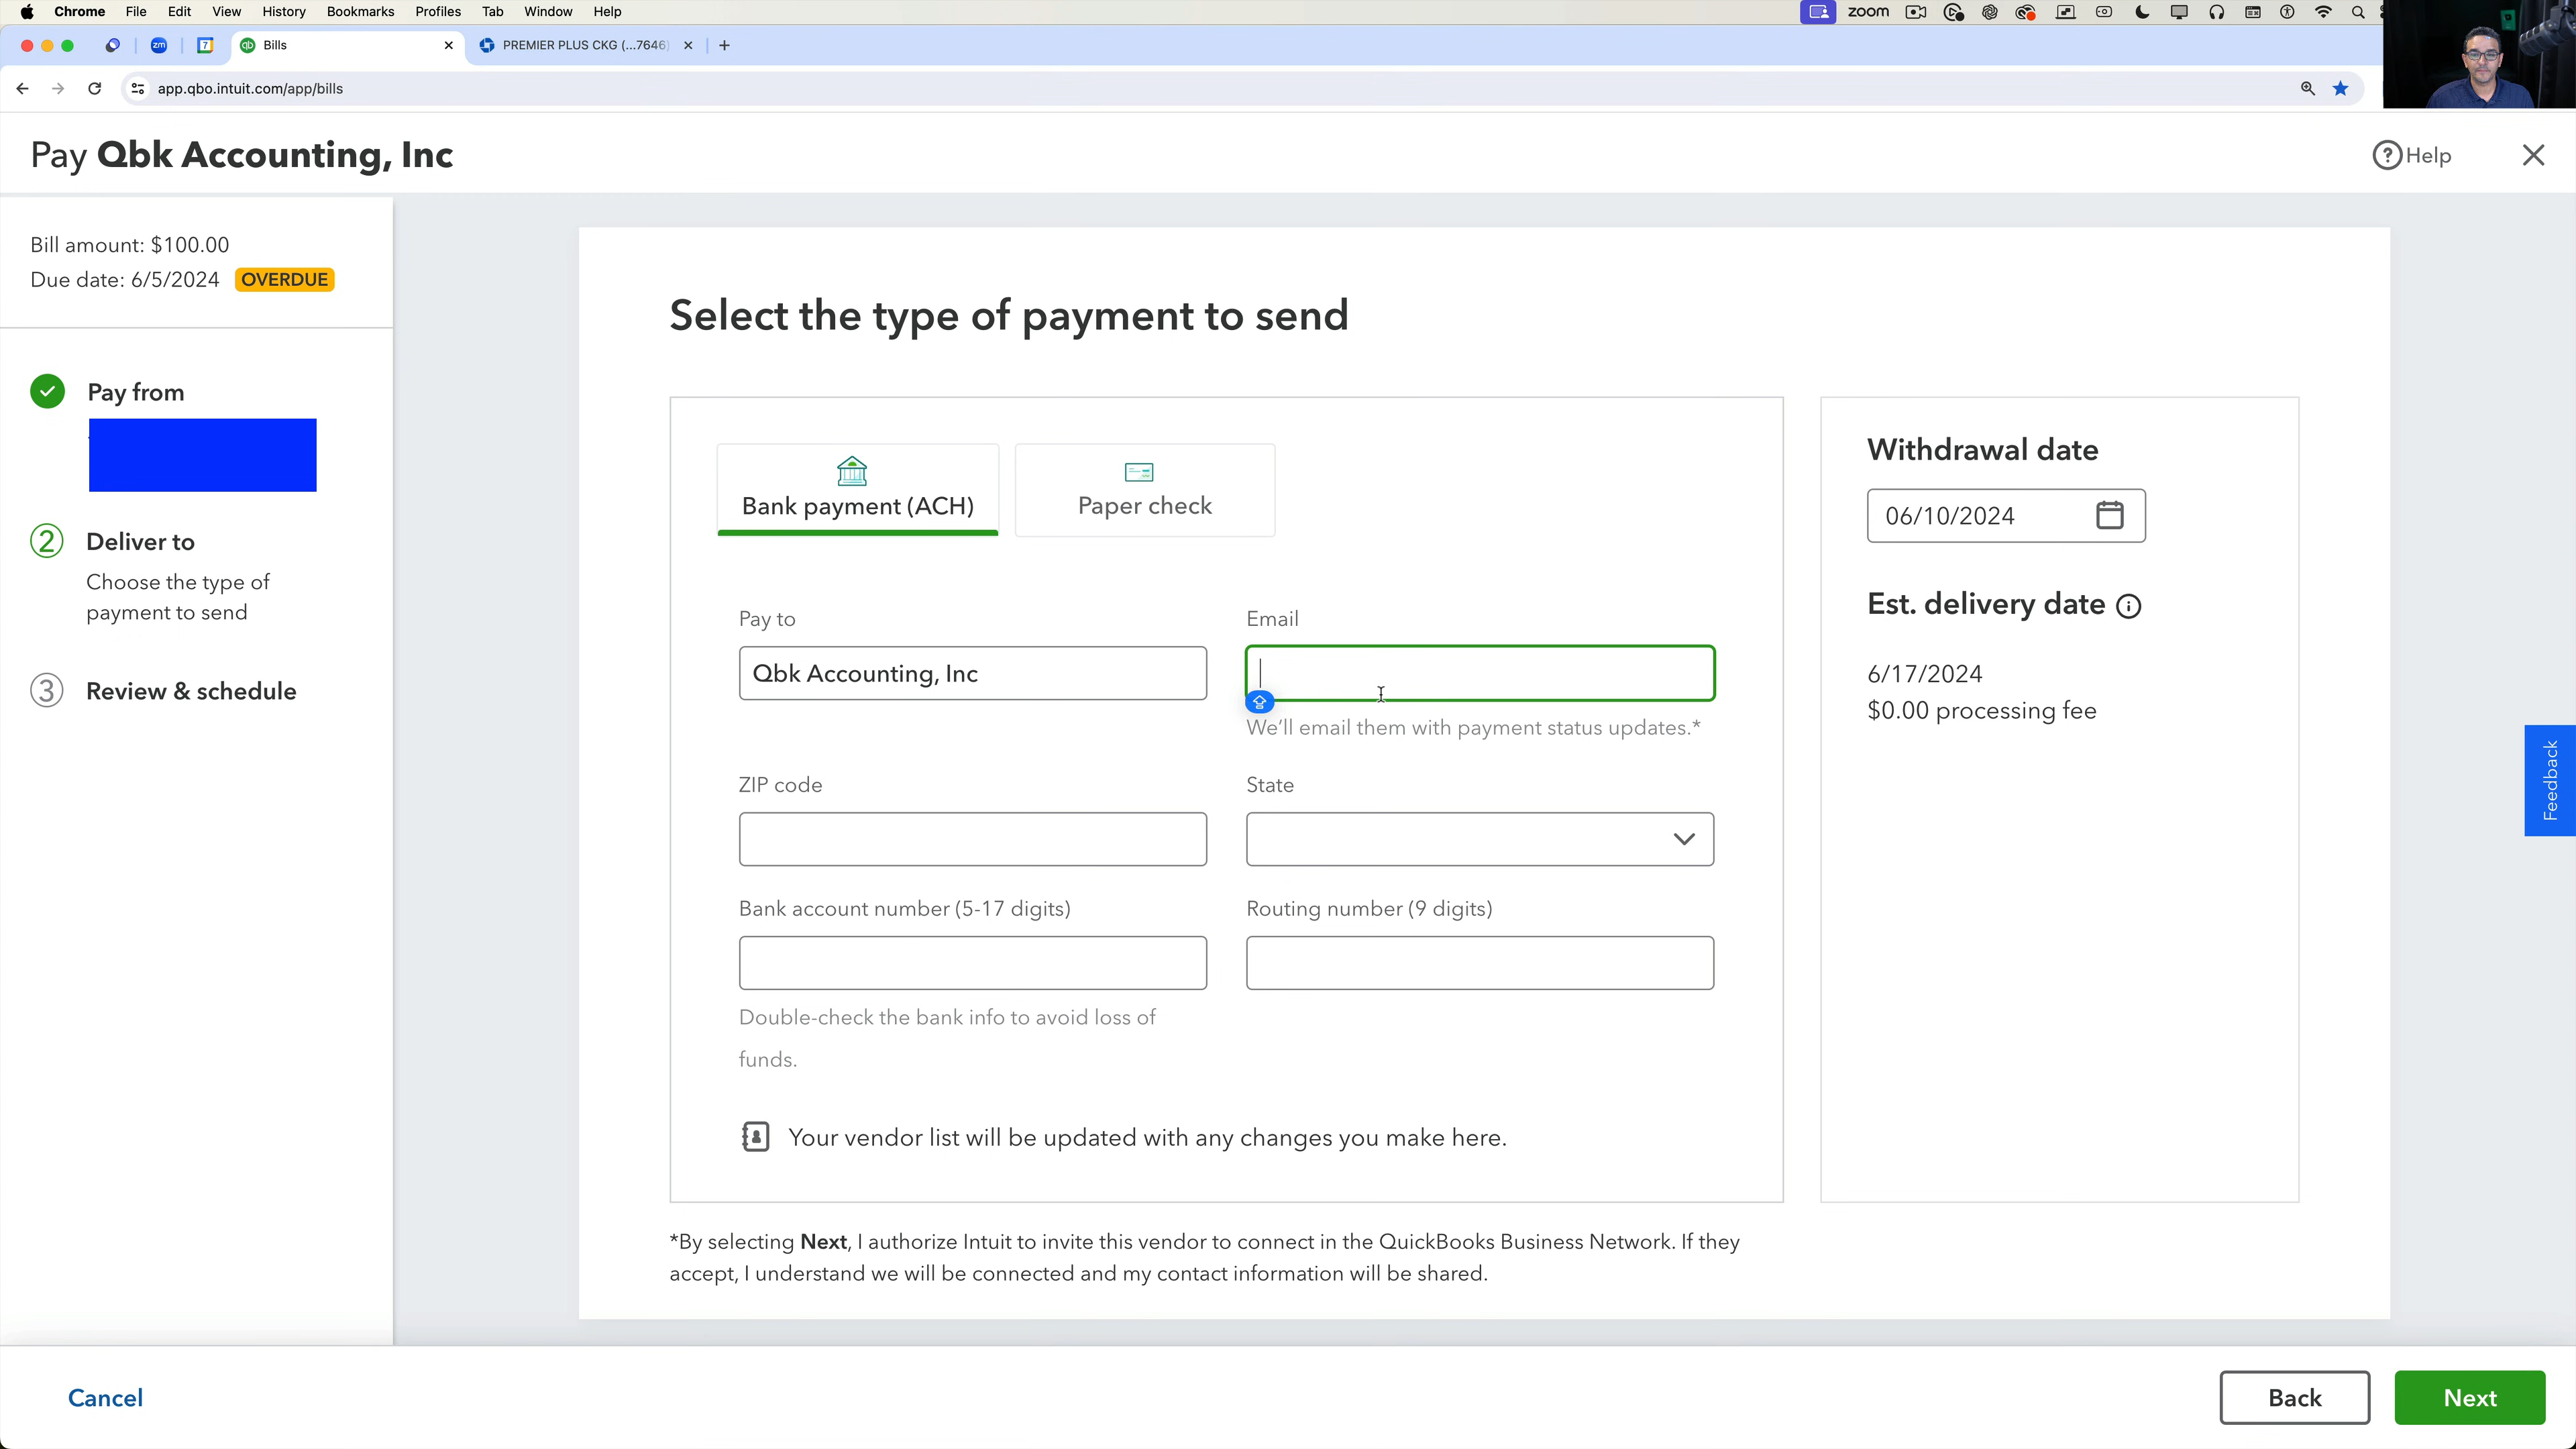 Chrome File Edit View History Bookmarks Profiles Tab Window Help zoom
zm 7 qb Bills PREMIER PLUS CKG (...7646)
app.qbo.intuit.com/app/bills
Pay Qbk Accounting, Inc
Help
Bill amount: $100.00
Due date: 6/5/2024 OVERDUE
Pay from
2 Deliver to
Choose the type of
payment to send
3 Review & schedule
Select the type of payment to send
Bank payment (ACH)
Paper check
Pay to
Qbk Accounting, Inc
Email
We'll email them with payment status updates.*
ZIP code
State
Bank account number (5-17 digits)
Routing number (9 digits)
Double-check the bank info to avoid loss of
funds.
Your vendor list will be updated with any changes you make here.
Withdrawal date
06/10/2024
Est. delivery date
6/17/2024
$0.00 processing fee
Feedback
*By selecting Next, I authorize Intuit to invite this vendor to connect in the QuickBooks Business Network. If they
accept, I understand we will be connected and my contact information will be shared.
Cancel
Back
Next